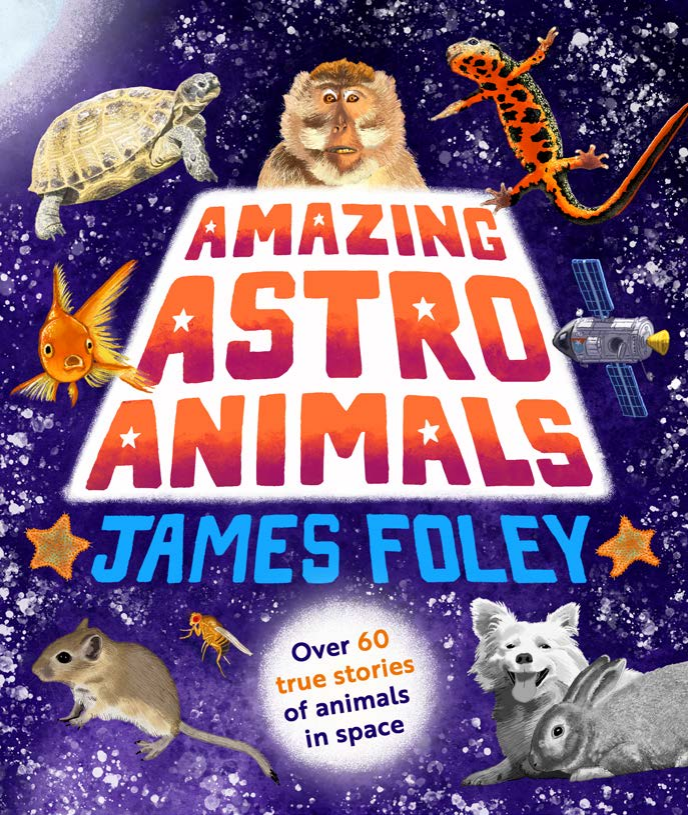 AMAZING
ASTRO
ANIMALS
JAMES FOLEY
Over 60
true stories
of animals
in space